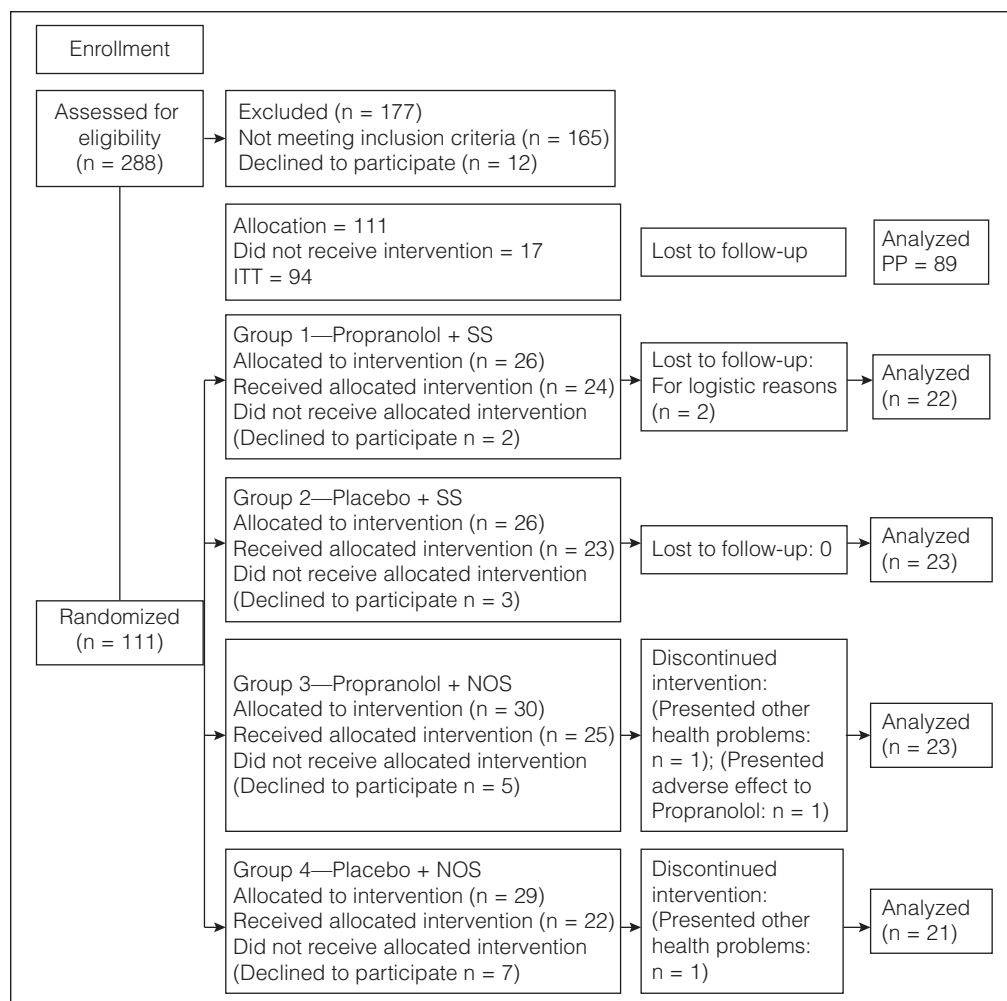 Enrollment
Assessed for
eligibility
(n = 288)
Excluded (n = 177)
Not meeting inclusion criteria (n = 165)
Declined to participate (n = 12)
Allocation = 111
Did not receive intervention = 17
ITT = 94
Lost to follow-up
Analyzed
PP = 89
Randomized
(n = 111)
Group 1—Propranolol + SS
Allocated to intervention (n = 26)
Received allocated intervention (n = 24)
Did not receive allocated intervention
(Declined to participate n = 2)
Lost to follow-up:
For logistic reasons
(n = 2)
Analyzed
(n = 22)
Group 2—Placebo + SS
Allocated to intervention (n = 26)
Received allocated intervention (n = 23)
Did not receive allocated intervention
(Declined to participate n = 3)
Lost to follow-up: 0
Analyzed
(n = 23)
Group 3—Propranolol + NOS
Allocated to intervention (n = 30)
Received allocated intervention (n = 25)
Did not receive allocated intervention
(Declined to participate n = 5)
Discontinued
intervention:
(Presented other
health problems:
n = 1); (Presented
adverse effect to
Propranolol: n = 1)
Analyzed
(n = 23)
Group 4—Placebo + NOS
Allocated to intervention (n = 29)
Received allocated intervention (n = 22)
Did not receive allocated intervention
(Declined to participate n = 7)
Discontinued
intervention:
(Presented other
health problems:
n = 1)
Analyzed
(n = 21)